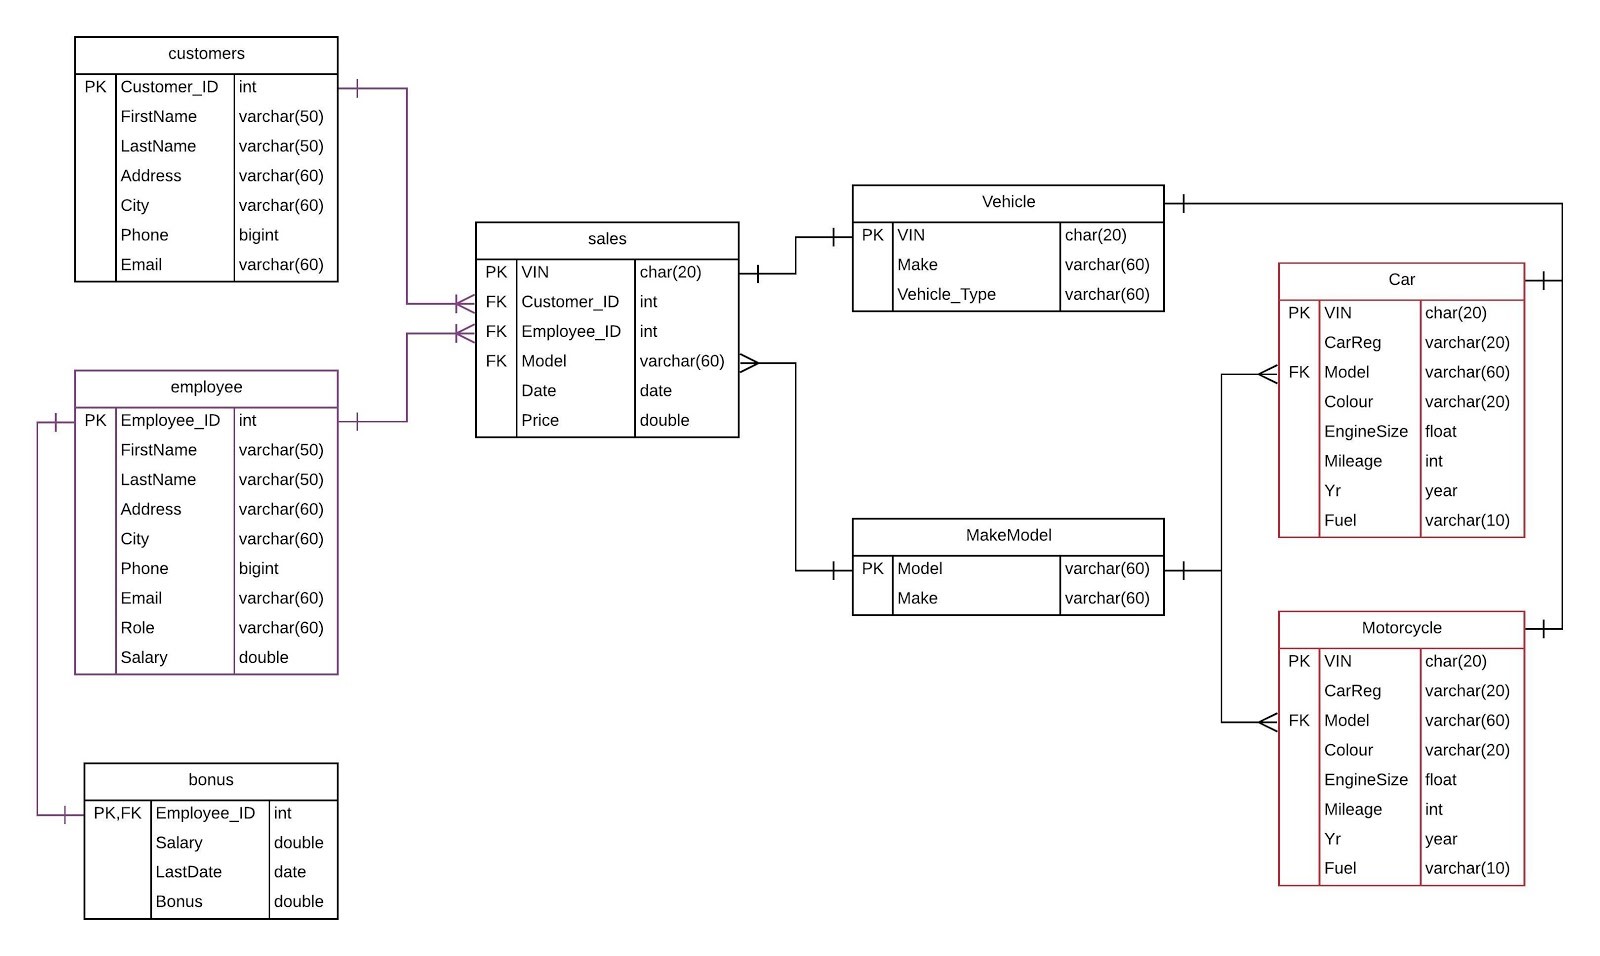 customers
PK Customer_ID int
FirstName varchar(50)
LastName varchar(50)
Address varchar(60)
City varchar(60)
Phone bigint
Email varchar(60)
employee
PK Employee_ID int
FirstName varchar(50)
LastName varchar(50)
Address varchar(60)
City varchar(60)
Phone bigint
Email varchar(60)
Role varchar(60)
Salary double
bonus
PK,FK Employee_ID int
Salary double
LastDate date
Bonus double
sales
PK VIN char(20)
FK Customer_ID int
FK Employee_ID int
FK Model varchar(60)
Date date
Price double
Vehicle
PK VIN char(20)
Make varchar(60)
Vehicle_Type varchar(60)
MakeModel
PK Model varchar(60)
Make varchar(60)
Car
PK VIN char(20)
CarReg varchar(20)
FK Model varchar(60)
Colour varchar(20)
EngineSize float
Mileage int
Yr year
Fuel varchar(10)
Motorcycle
PK VIN char(20)
CarReg varchar(20)
FK Model varchar(60)
Colour varchar(20)
EngineSize float
Mileage int
Yr year
Fuel varchar(10)